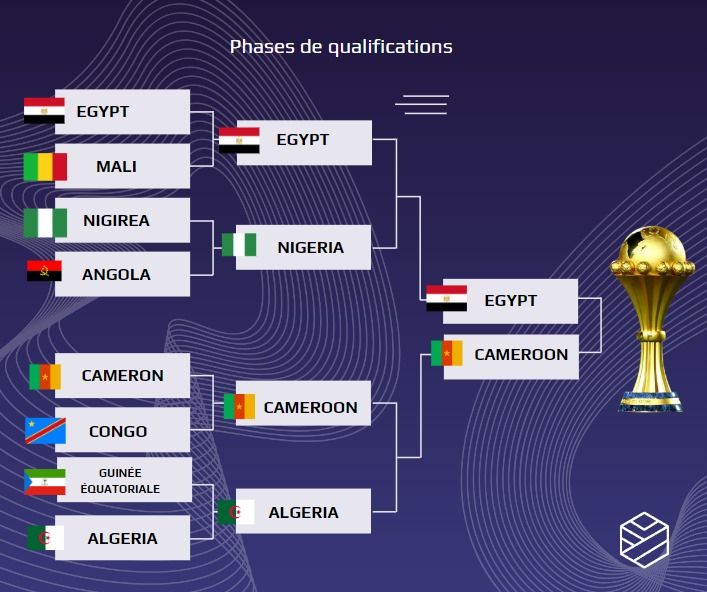 Phases de qualifications
EGYPT
MALI
NIGIREA
ANGOLA
CAMERON
CONGO
GUINÉE
ÉQUATORIALE
ALGERIA
EGYPT
NIGERIA
CAMEROON
ALGERIA
EGYPT
CAMEROON